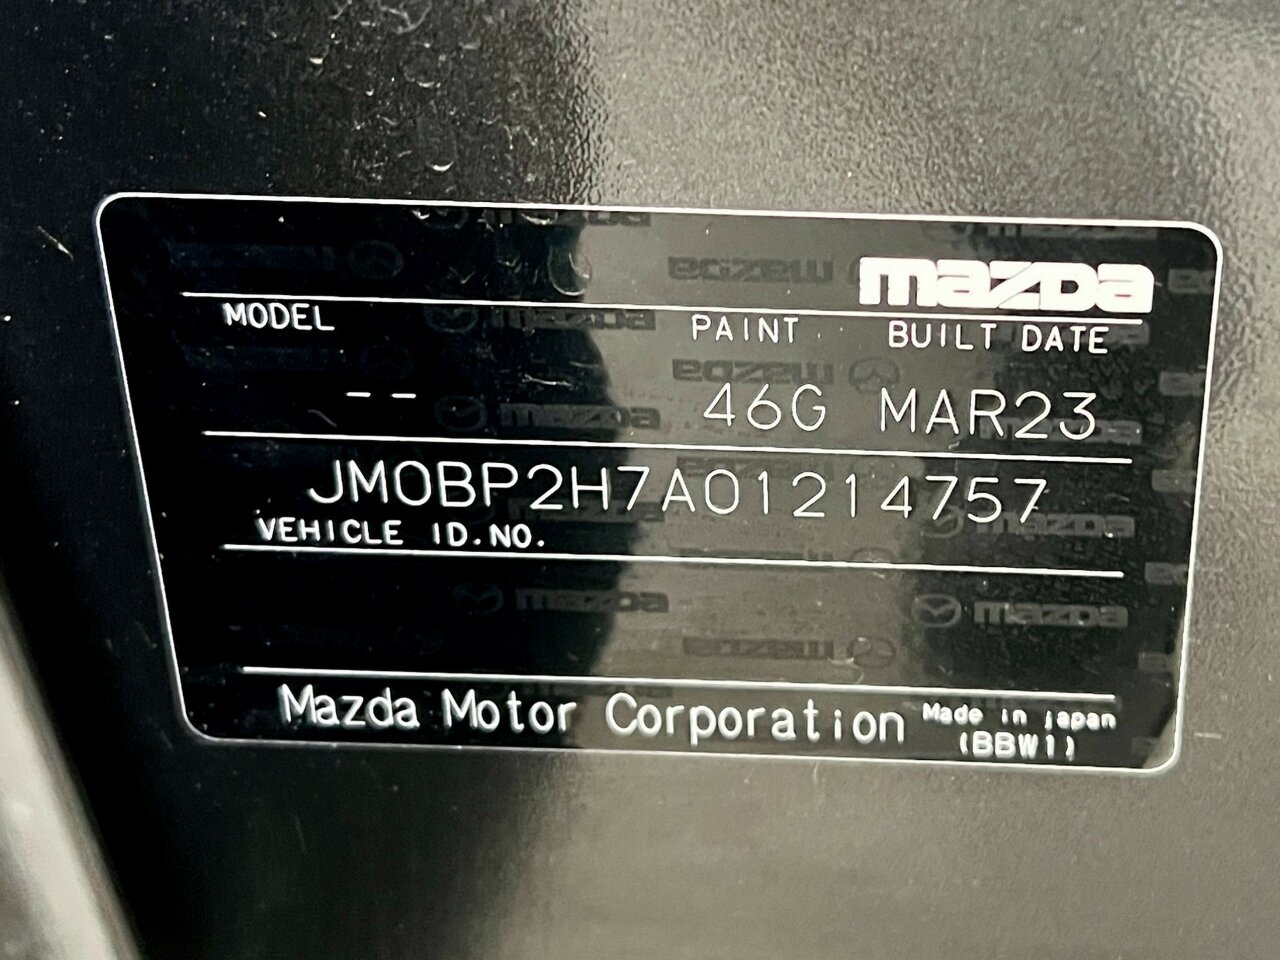 mazda
MODEL PAINT BUILT DATE
-- 46G MAR23
JM0BP2H7A01214757
VEHICLE ID.NO.
Mazda Motor Corporation Made in Japan
(BBW1)